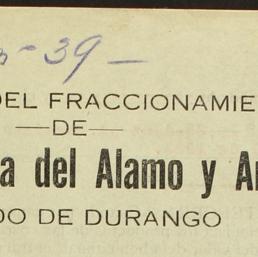 -39-
DEL FRACCIONAMIE
—DE—
a del Alamo y A
DO DE DURANGO